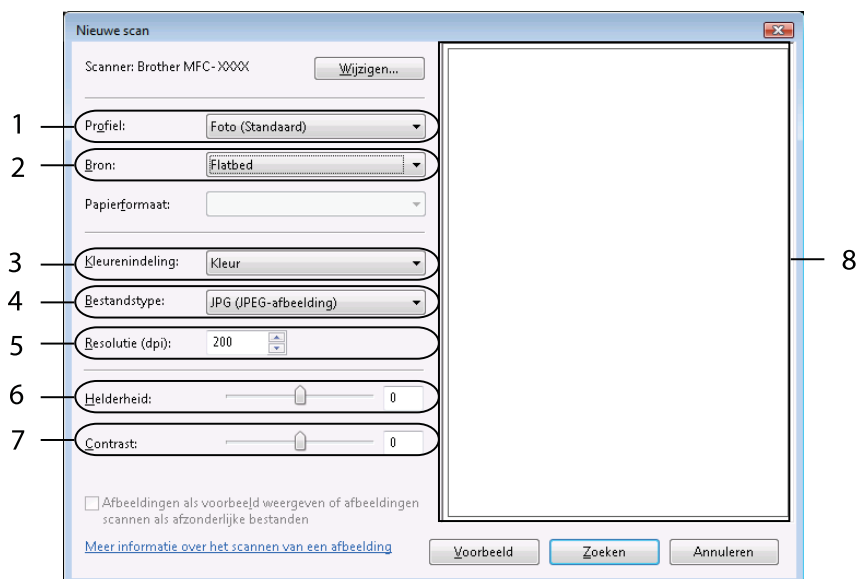 Nieuwe scan
Scanner: Brother MFC-XXXX
Wijzigen...
1
Profiel:
Foto (Standaard)
2
Bron:
Flatbed
Papierformaat:
3
Kleurenindeling:
Kleur
8
4
Bestandstype:
JPG (JPEG-afbeelding)
5
Resolutie (dpi):
200
6
Helderheid:
0
7
Contrast:
0
Afbeeldingen als voorbeeld weergeven of afbeeldingen
scannen als afzonderlijke bestanden
Meer informatie over het scannen van een afbeelding
Voorbeeld
Zoeken
Annuleren